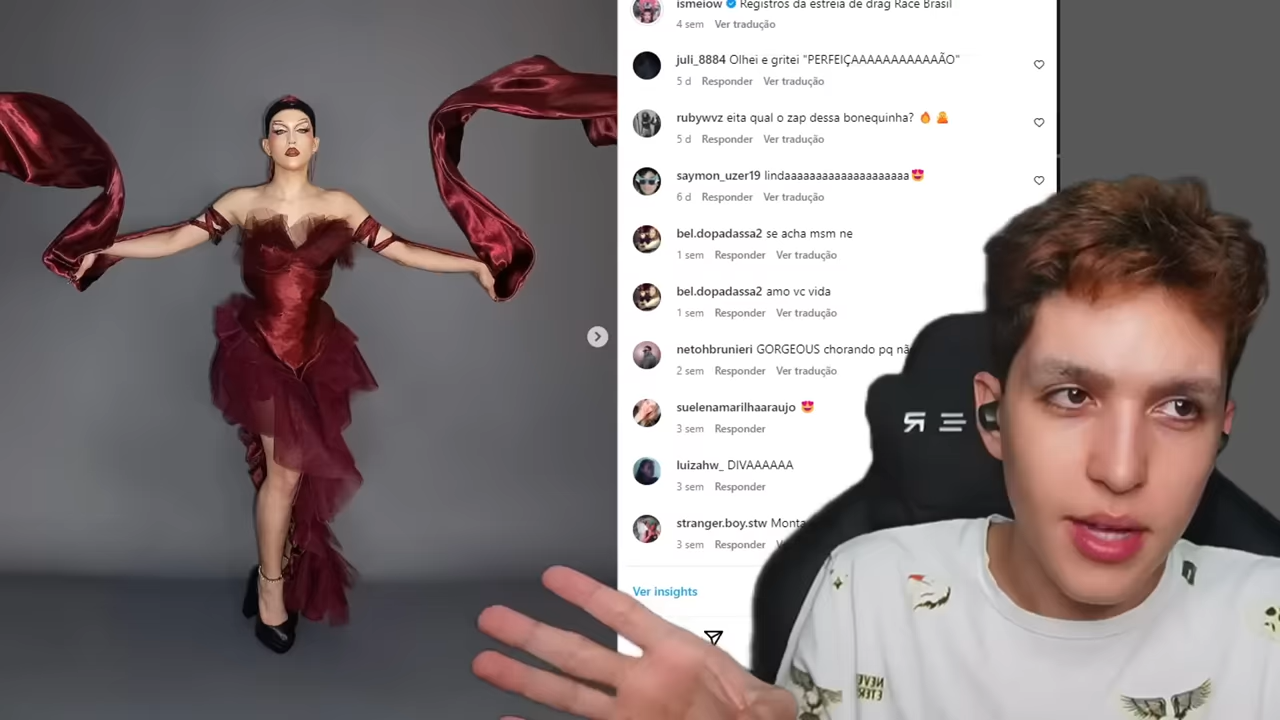 ismeiow Registros da estreia de drag Race Brasil
4 sem Ver tradução
juli_8884 Olhei e gritei "PERFEIÇAAAAAAAAAAAAÃO"
5 d Responder Ver tradução
rubywvz eita qual o zap dessa bonequinha? 🔥 🫣
5 d Responder Ver tradução
saymon_uzer19 lindaaaaaaaaaaaaaaaaaaaa😍
6 d Responder Ver tradução
bel.dopadassa2 se acha msm ne
1 sem Responder Ver tradução
bel.dopadassa2 amo vc vida
1 sem Responder Ver tradução
netohbrunieri GORGEOUS chorando pq nã
2 sem Responder Ver tradução
suelenamarilhaaraujo 😍
3 sem Responder
luizahw_ DIVAAAAAA
3 sem Responder
stranger.boy.stw Monta
3 sem Responder
Ver insights